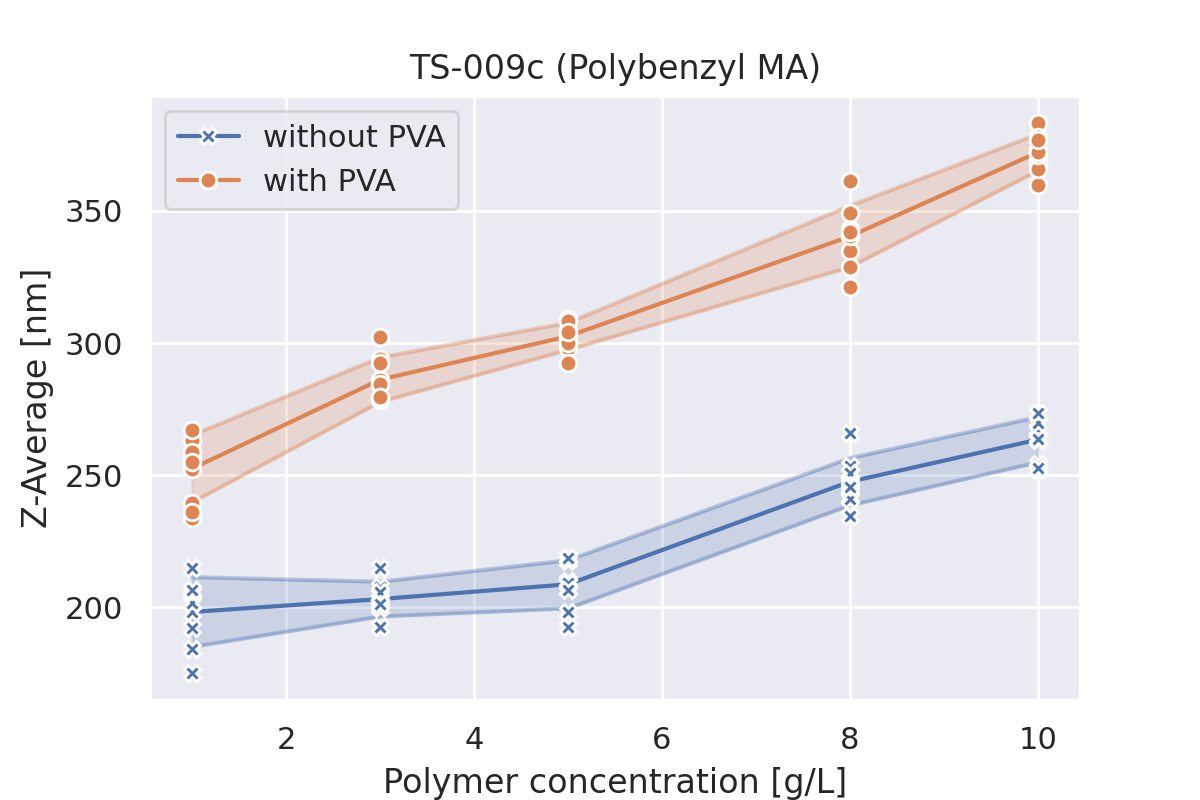 TS-009c (Polybenzyl MA)
without PVA
with PVA
Z-Average [nm]
350
300
250
200
2 4 6 8 10
Polymer concentration [g/L]